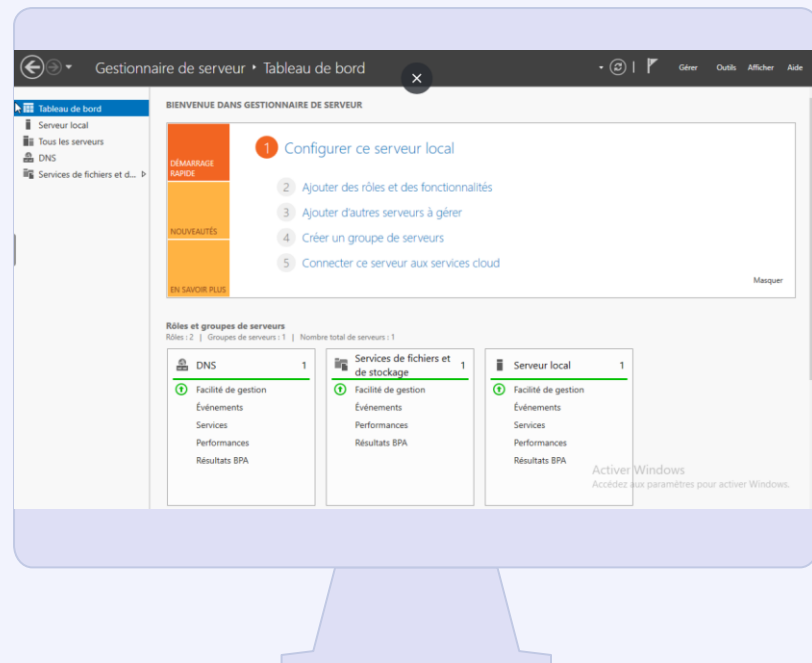 Gestionnaire de serveur ‣ Tableau de bord
Gérer Outils Afficher Aide
Tableau de bord
Serveur local
Tous les serveurs
DNS
Services de fichiers et d...
BIENVENUE DANS GESTIONNAIRE DE SERVEUR
DÉMARRAGE
RAPIDE
NOUVEAUTÉS
EN SAVOIR PLUS
1 Configurer ce serveur local
2 Ajouter des rôles et des fonctionnalités
3 Ajouter d'autres serveurs à gérer
4 Créer un groupe de serveurs
5 Connecter ce serveur aux services cloud
Masquer
Rôles et groupes de serveurs
Rôles : 2 | Groupes de serveurs : 1 | Nombre total de serveurs : 1
DNS 1
Facilité de gestion
Événements
Services
Performances
Résultats BPA
Services de fichiers et
de stockage 1
Facilité de gestion
Événements
Performances
Résultats BPA
Serveur local 1
Facilité de gestion
Événements
Services
Performances
Résultats BPA
Activer Windows
Accédez aux paramètres pour activer Windows.